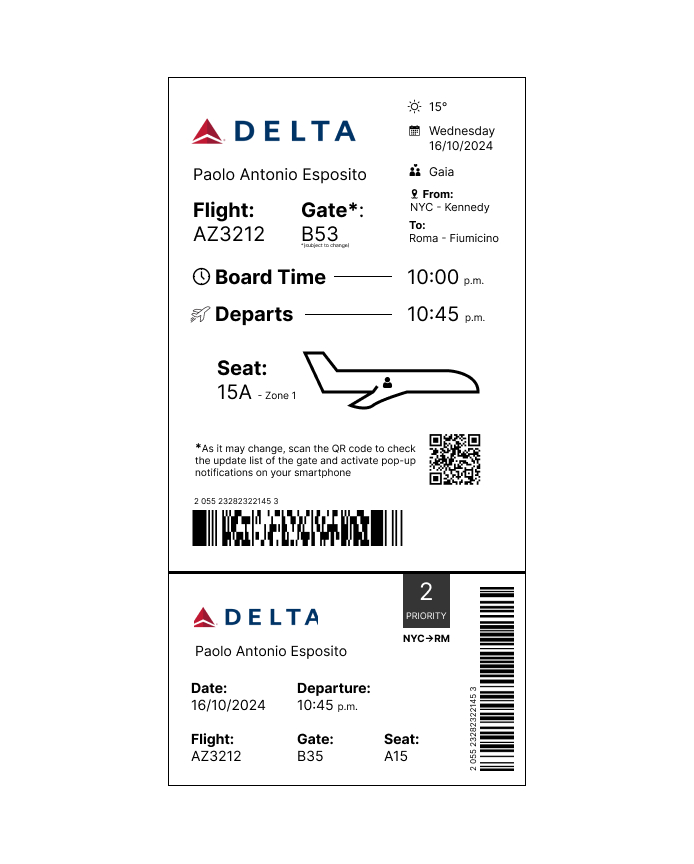 DELTA
15°
Wednesday
16/10/2024
Gaia
Paolo Antonio Esposito
From:
NYC - Kennedy
To:
Roma - Fiumicino
Flight:
AZ3212
Gate*:
B53
*(subject to change)
Board Time 10:00 p.m.
Departs 10:45 p.m.
Seat:
15A - Zone 1
*As it may change, scan the QR code to check
the update list of the gate and activate pop-up
notifications on your smartphone
2 055 23282322145 3
DELTA
2
PRIORITY
NYC→RM
Paolo Antonio Esposito
Date:
16/10/2024
Departure:
10:45 p.m.
Flight:
AZ3212
Gate:
B35
Seat:
A15
2 055 23282322145 3